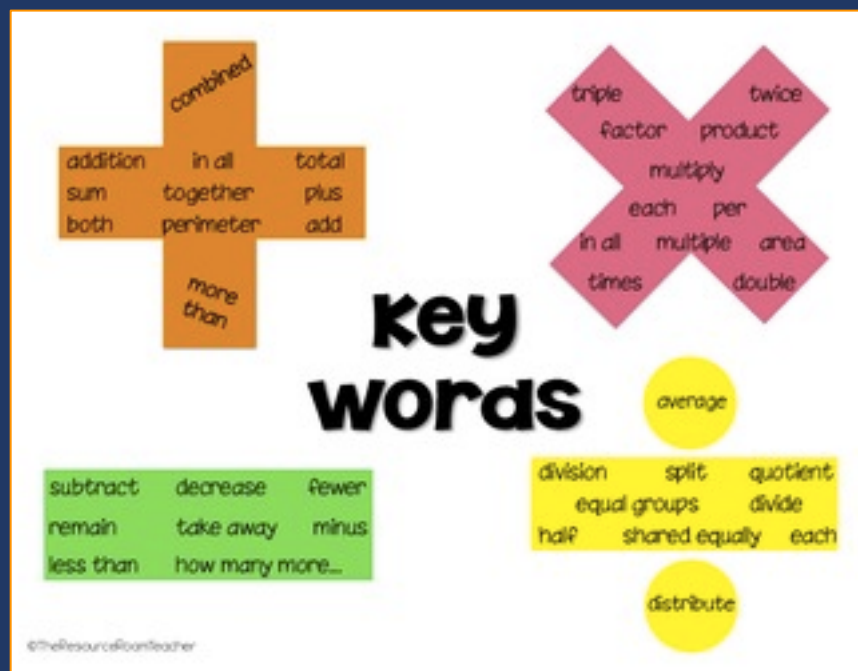 combined
addition in all total
sum together plus
both perimeter add
more
than
triple twice
factor product
multiply
each per
in all multiple area
times double
key
words
subtract decrease fewer
remain take away minus
less than how many more...
average
division split quotient
equal groups divide
half shared equally each
distribute
©TheResourceRoomTeacher